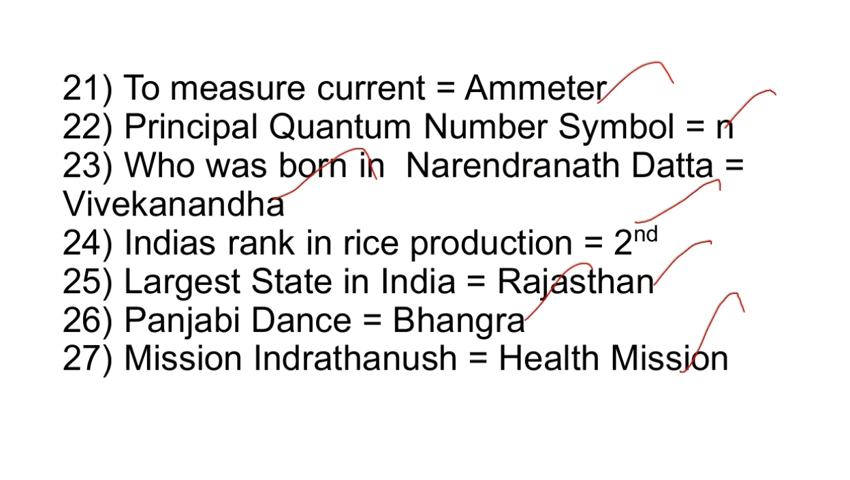 21) To measure current = Ammeter
22) Principal Quantum Number Symbol = n
23) Who was born in  Narendranath Datta =
Vivekanandha
24) Indias rank in rice production = 2nd
25) Largest State in India = Rajasthan
26) Panjabi Dance = Bhangra
27) Mission Indrathanush = Health Mission